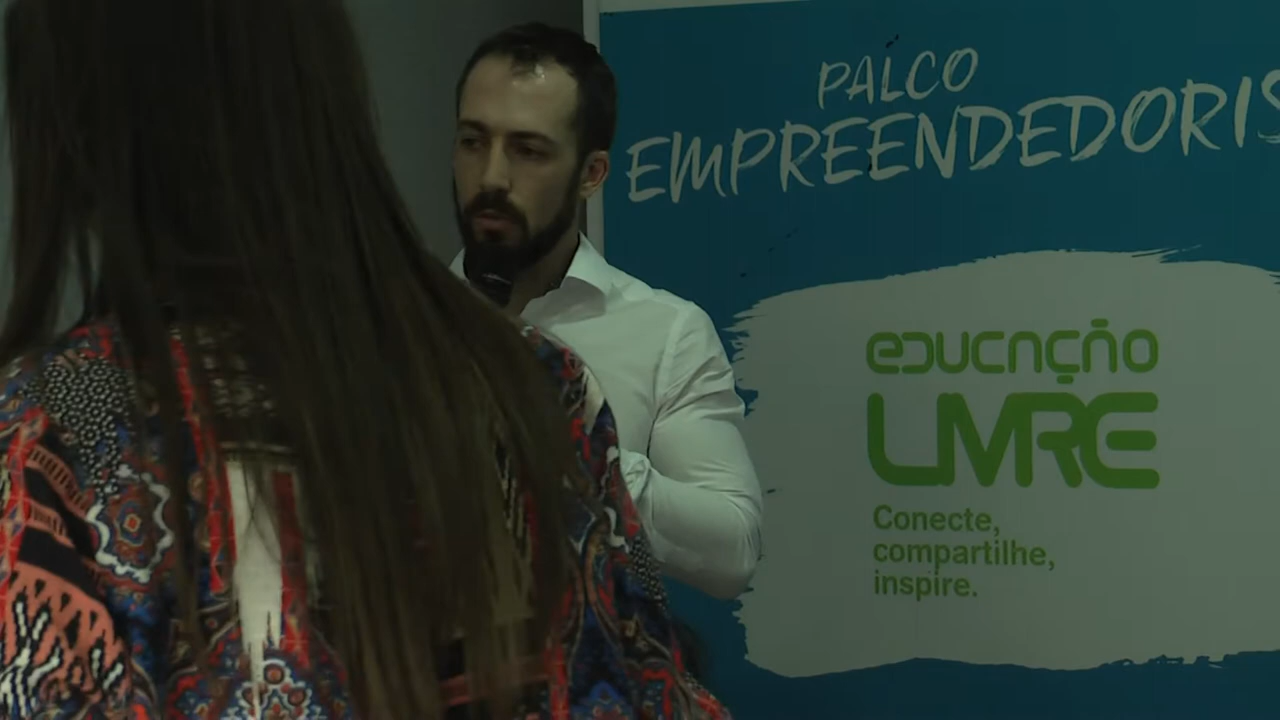 PALCO
EMPREENDEDORIS
eDUCAÇÃO
LIVRE
Conecte,
compartilhe,
inspire.